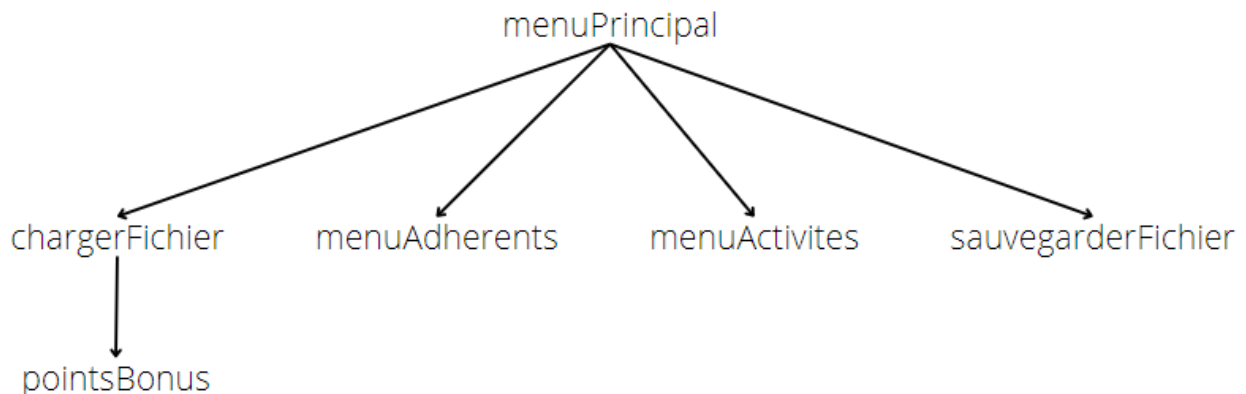 menuPrincipal
chargerFichier menuAdherents menuActivites sauvegarderFichier
pointsBonus